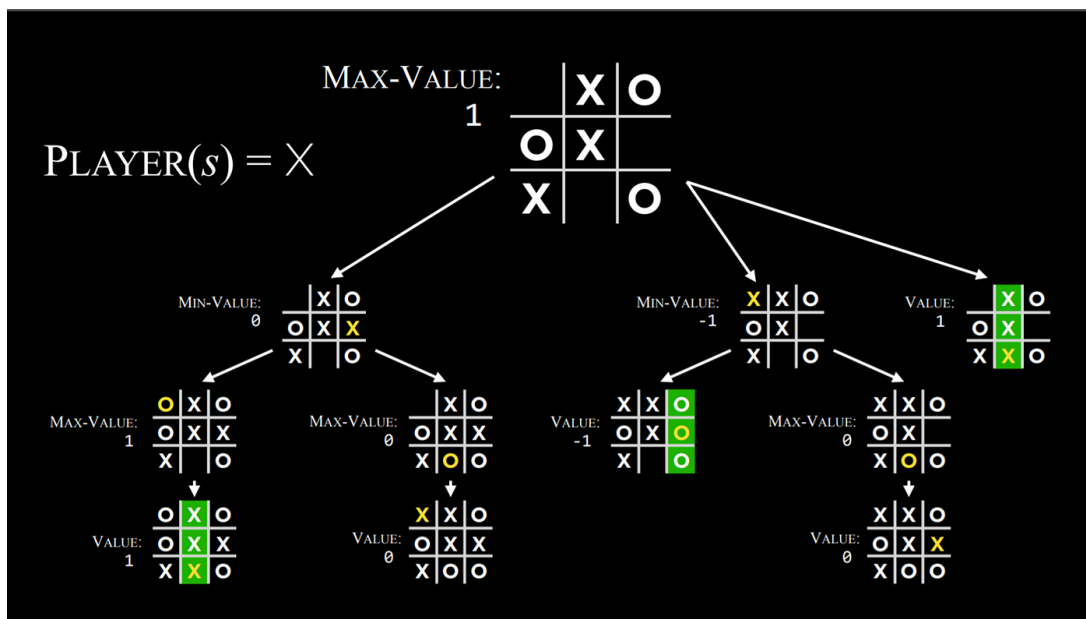 MAX-VALUE:
1
X O
O X
X O
PLAYER(s) = X
MIN-VALUE:
0
X O
O X X
X O
MIN-VALUE:
-1
X X O
O X
X O
VALUE:
1
X O
O X
X X O
MAX-VALUE:
1
O X O
O X X
O
MAX-VALUE:
0
X O
O X X
X O O
VALUE:
-1
X X O
O X O
X O
MAX-VALUE:
0
X X O
O X
X O O
VALUE:
1
O X O
O X X
X X O
VALUE:
0
X X O
O X X
X O O
VALUE:
0
X X O
O X X
X O O